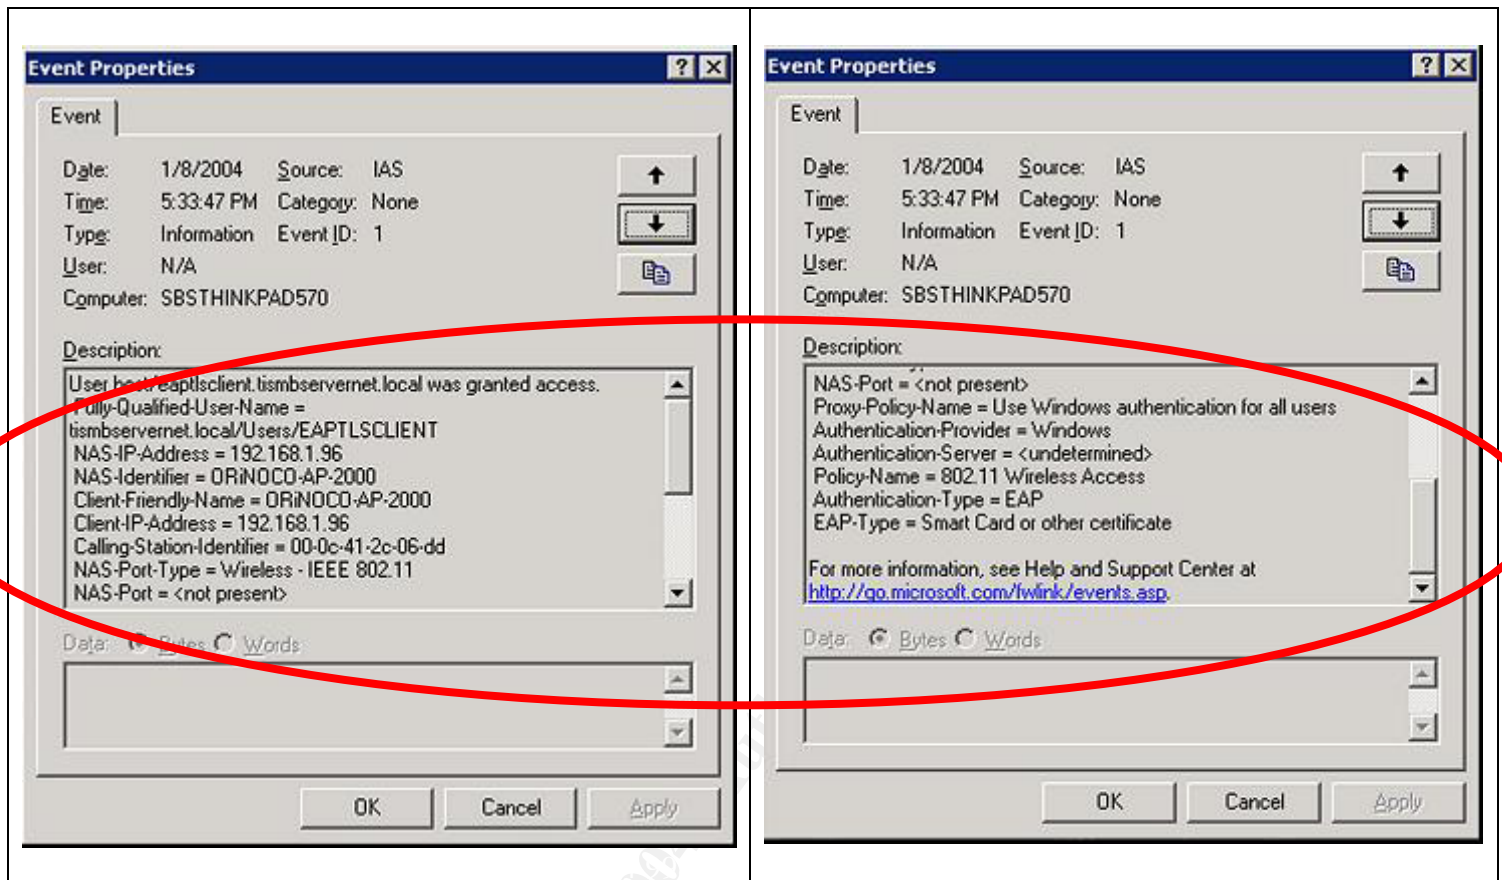 Event Properties
Event
Date: 1/8/2004 Source: IAS
Time: 5:33:47 PM Category: None
Type: Information Event ID: 1
User: N/A
Computer: SBSTHINKPAD570
Description:
User host/eaptlsclient.tismbservernet.local was granted access.
Fully-Qualified-User-Name =
tismbservernet.local/Users/EAPTLSCLIENT
NAS-IP-Address = 192.168.1.96
NAS-Identifier = ORiNOCO-AP-2000
Client-Friendly-Name = ORiNOCO-AP-2000
Client-IP-Address = 192.168.1.96
Calling-Station-Identifier = 00-0c-41-2c-06-dd
NAS-Port-Type = Wireless - IEEE 802.11
NAS-Port = <not present>
Data: Bytes Words
OK Cancel Apply
Event Properties
Event
Date: 1/8/2004 Source: IAS
Time: 5:33:47 PM Category: None
Type: Information Event ID: 1
User: N/A
Computer: SBSTHINKPAD570
Description:
NAS-Port = <not present>
Proxy-Policy-Name = Use Windows authentication for all users
Authentication-Provider = Windows
Authentication-Server = <undetermined>
Policy-Name = 802.11 Wireless Access
Authentication-Type = EAP
EAP-Type = Smart Card or other certificate
For more information, see Help and Support Center at
http://go.microsoft.com/fwlink/events.asp.
Data: Bytes Words
OK Cancel Apply